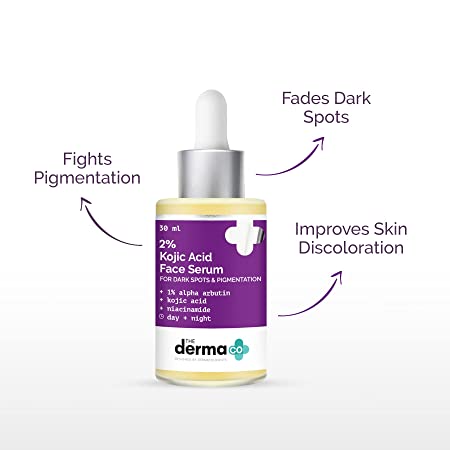 Fades Dark
Spots
Fights
Pigmentation
Improves Skin
Discoloration
30 ml
2%
Kojic Acid
Face Serum
FOR DARK SPOTS & PIGMENTATION
+ 1% alpha arbutin
+ kojic acid
+ niacinamide
day + night
THE
derma co